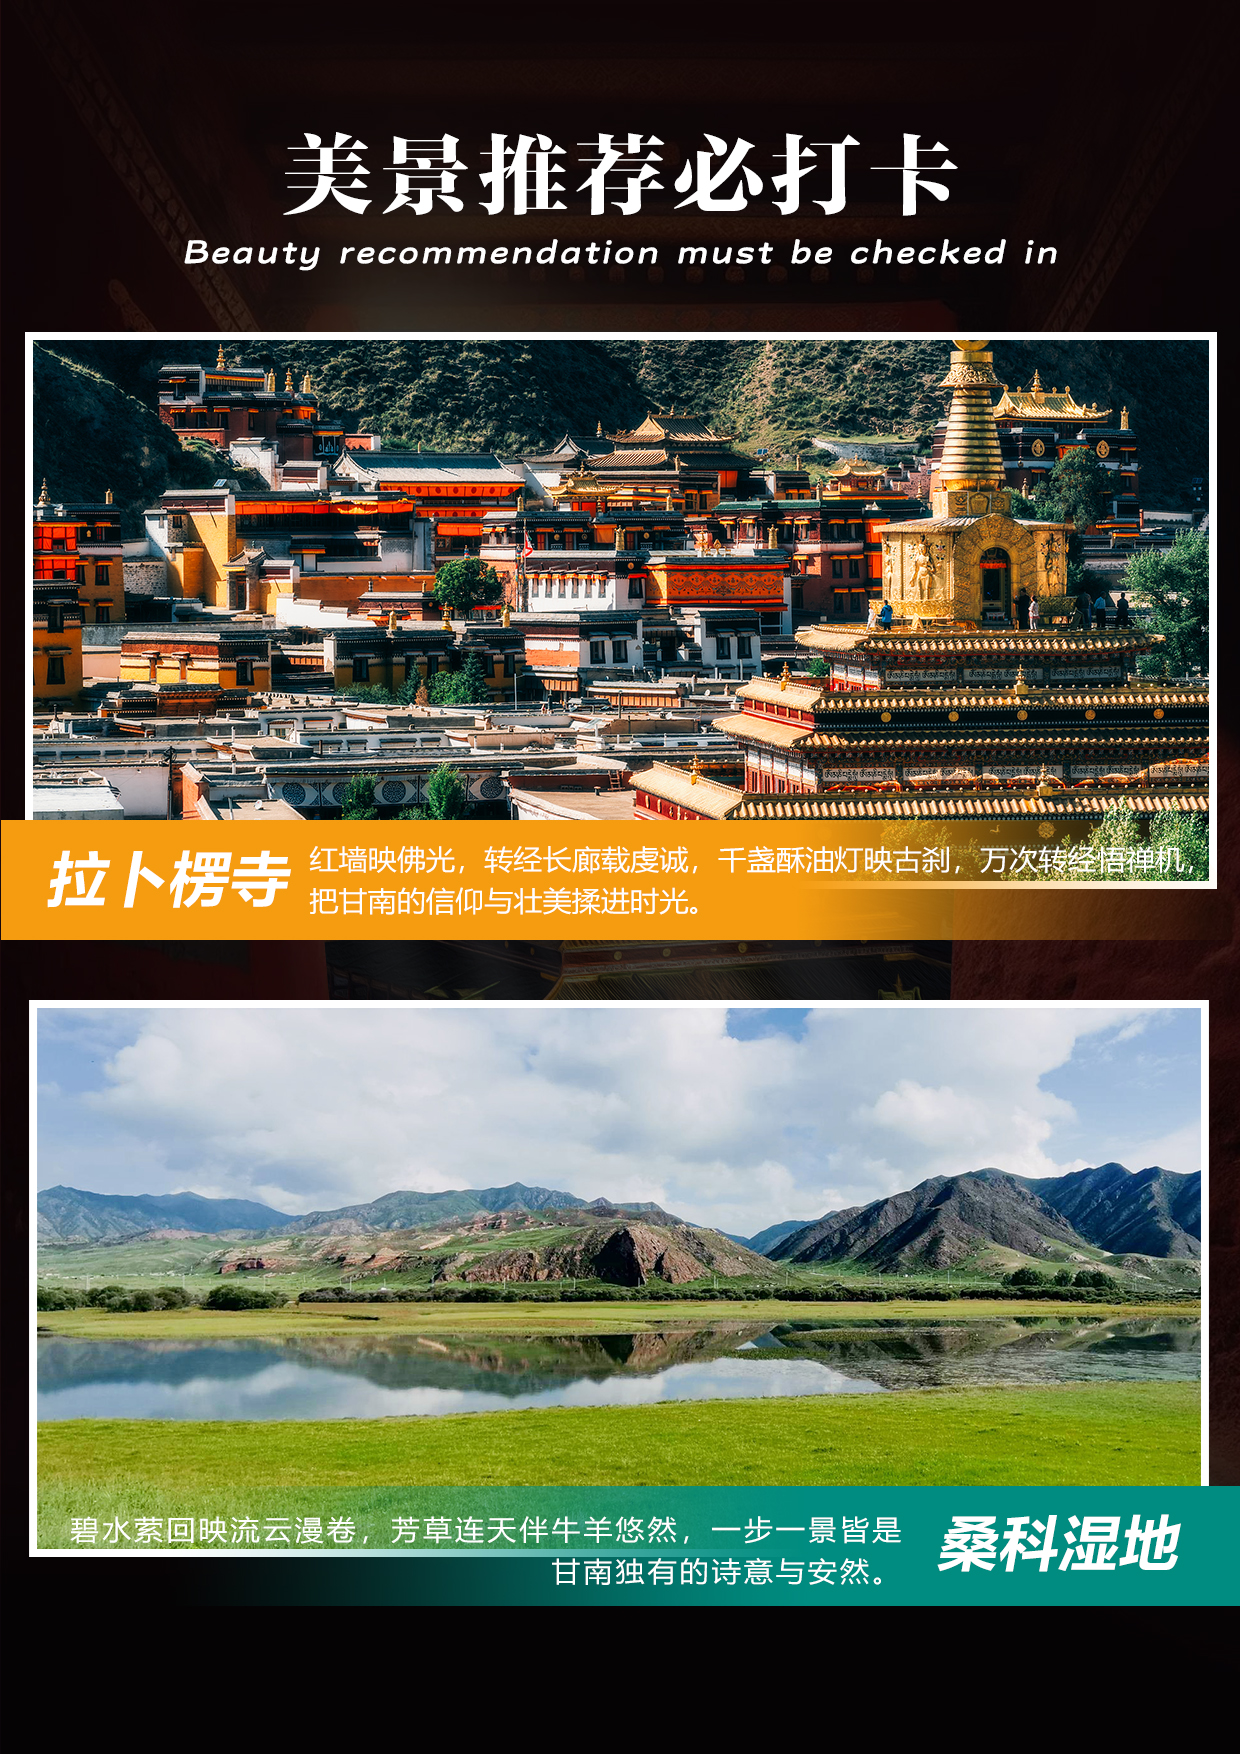 美景推荐必打卡
Beauty recommendation must be checked in
拉卜楞寺
红墙映佛光，转经长廊载虔诚，千盏酥油灯映古刹，万次转经悟禅机，
把甘南的信仰与壮美揉进时光。
碧水萦回映流云漫卷，芳草连天伴牛羊悠然，一步一景皆是
甘南独有的诗意与安然。
桑科湿地